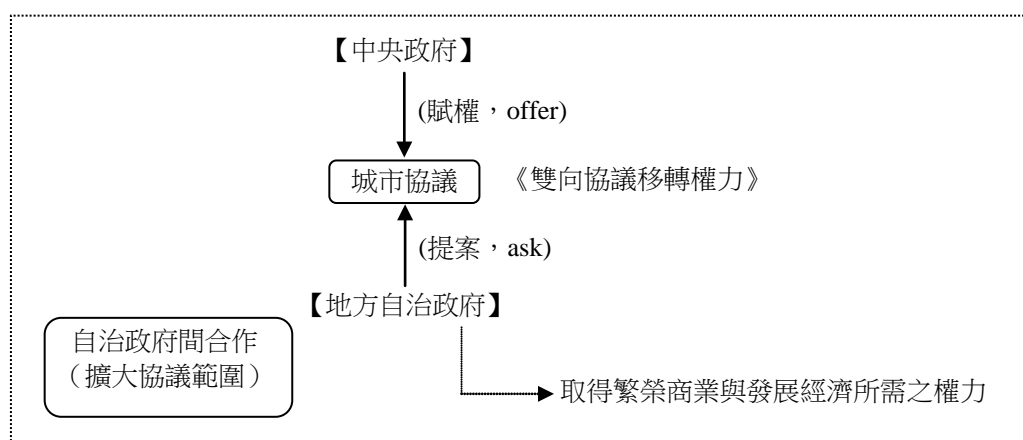 【中央政府】
(賦權，offer)
城市協議 《雙向協議移轉權力》
(提案，ask)
【地方自治政府】
自治政府間合作
（擴大協議範圍）
取得繁榮商業與發展經濟所需之權力